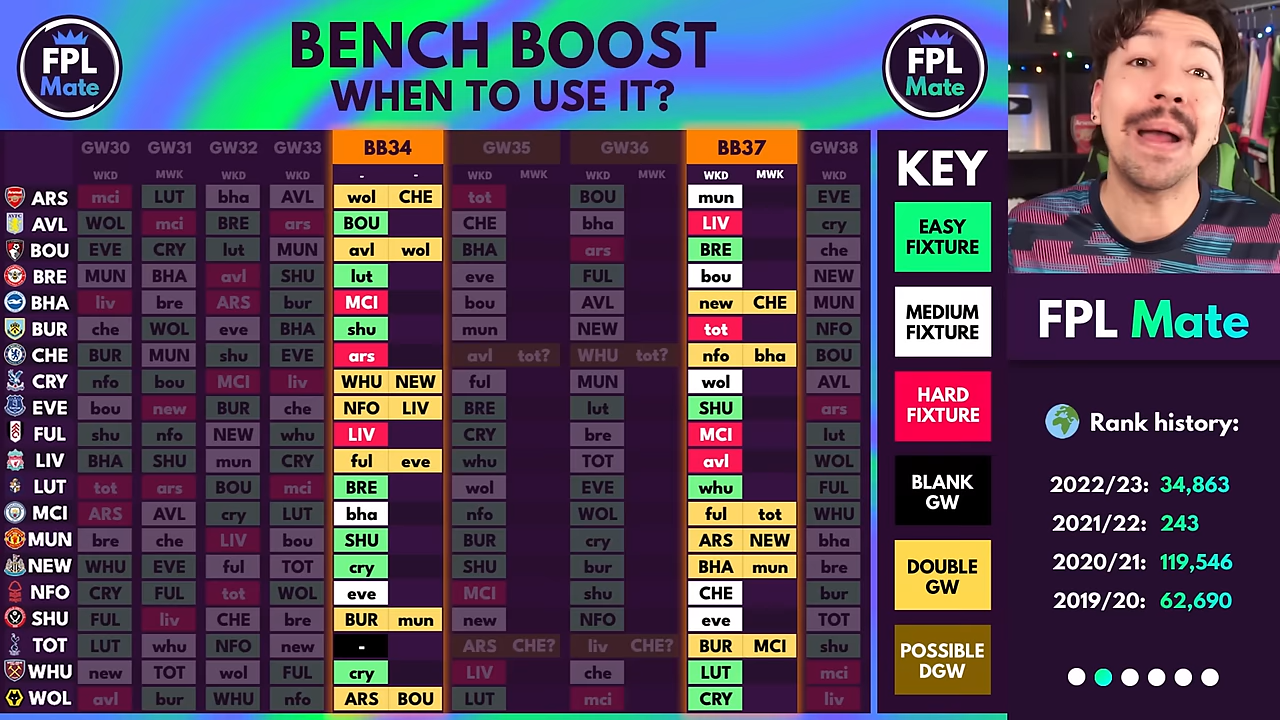 FPL
Mate
BENCH BOOST
WHEN TO USE IT?
FPL
Mate
GW30 GW31 GW32 GW33 BB34 GW35 GW36 BB37 GW38
WKD MWK WKD WKD - - WKD MWK WKD MWK WKD MWK WKD
ARS mci LUT bha AVL wol CHE tot BOU mun EVE
AVL WOL mci BRE ars BOU CHE bha LIV cry
BOU EVE CRY lut MUN avl wol BHA ars BRE che
BRE MUN BHA avl SHU lut eve FUL bou NEW
BHA liv bre ARS bur MCI bou AVL new CHE MUN
BUR che WOL eve BHA shu mun NEW tot NFO
CHE BUR MUN shu EVE ars avl tot? WHU tot? nfo bha BOU
CRY nfo bou MCI liv WHU NEW ful MUN wol AVL
EVE bou new BUR che NFO LIV BRE lut SHU ars
FUL shu nfo NEW whu LIV CRY bre MCI lut
LIV BHA SHU mun CRY ful eve whu TOT avl WOL
LUT tot ars BOU mci BRE wol EVE whu FUL
MCI ARS AVL cry LUT bha nfo WOL ful tot WHU
MUN bre che LIV bou SHU BUR cry ARS NEW bha
NEW WHU EVE ful TOT cry SHU bur BHA mun bre
NFO CRY FUL tot WOL eve MCI shu CHE bur
SHU FUL liv CHE bre BUR mun new NFO eve TOT
TOT LUT whu NFO new - ARS CHE? liv CHE? BUR MCI shu
WHU new TOT wol FUL cry LIV che LUT mci
WOL avl bur WHU nfo ARS BOU LUT mci CRY liv
KEY
EASY
FIXTURE
MEDIUM
FIXTURE
HARD
FIXTURE
BLANK
GW
DOUBLE
GW
POSSIBLE
DGW
FPL Mate
Rank history:
2022/23: 34,863
2021/22: 243
2020/21: 119,546
2019/20: 62,690